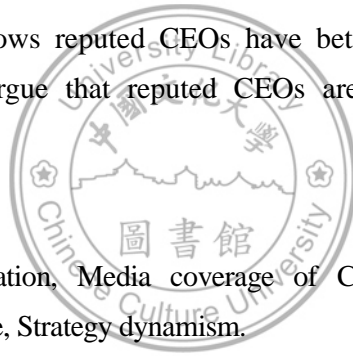 ows reputed CEOs have bet
University Library
rgue that reputed CEOs are
中國文化大學
圖書館
ation, Media coverage of C
Chinese Culture University
e, Strategy dynamism.